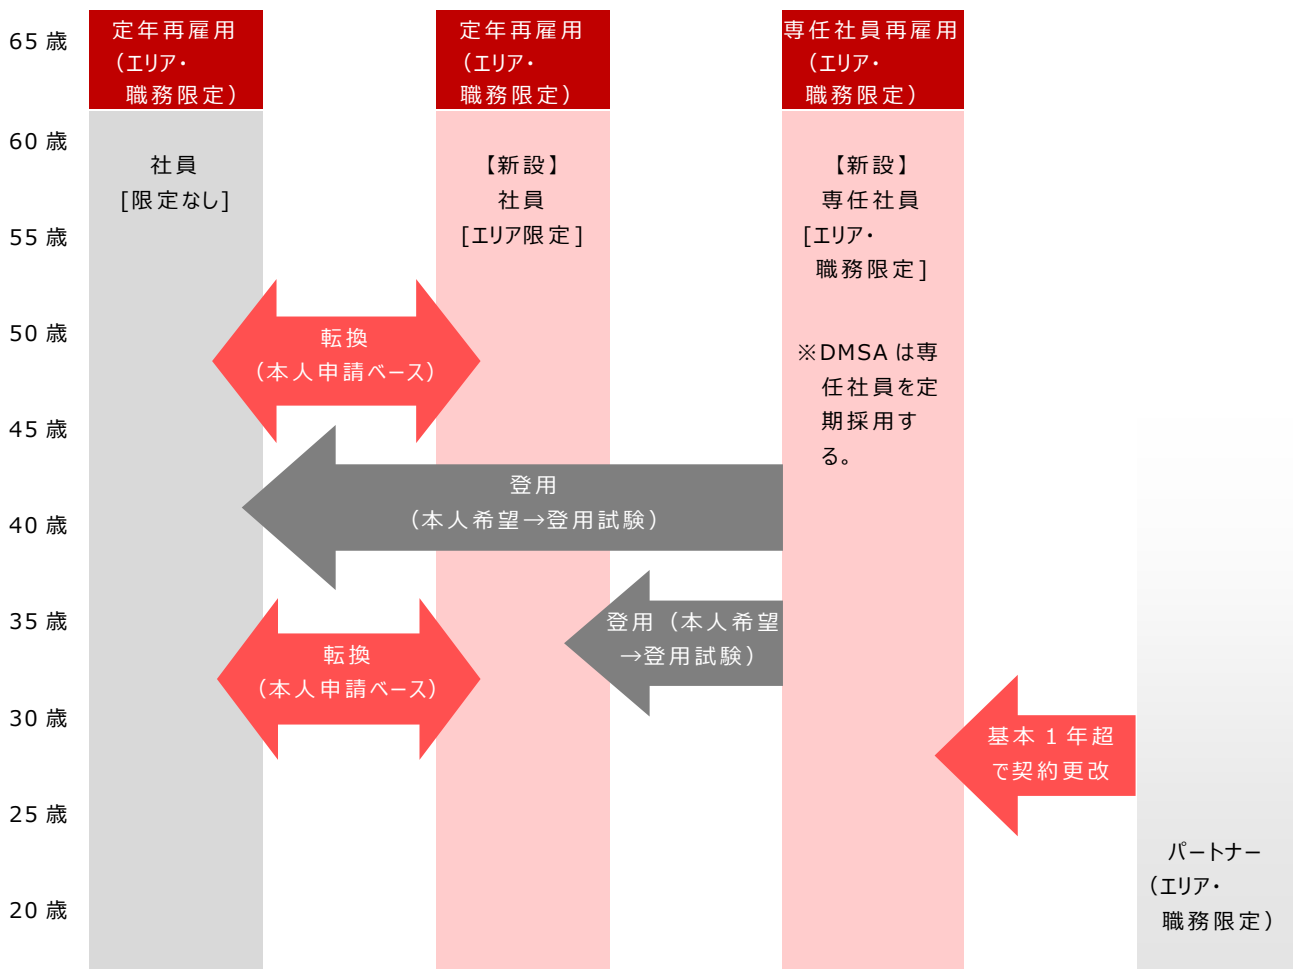 65 歳
60 歳
55 歳
50 歳
45 歳
40 歳
35 歳
30 歳
25 歳
20 歳
定年再雇用
（エリア・
職務限定）
社員
[限定なし]
定年再雇用
（エリア・
職務限定）
【新設】
社員
[エリア限定]
専任社員再雇用
（エリア・
職務限定）
【新設】
専任社員
[エリア・
職務限定]
※DMSA は専
任社員を定
期採用す
る。
転換
（本人申請ベース）
登用
（本人希望→登用試験）
登用（本人希望
→登用試験）
転換
（本人申請ベース）
基本 1 年超
で契約更改
パートナー
（エリア・
職務限定）